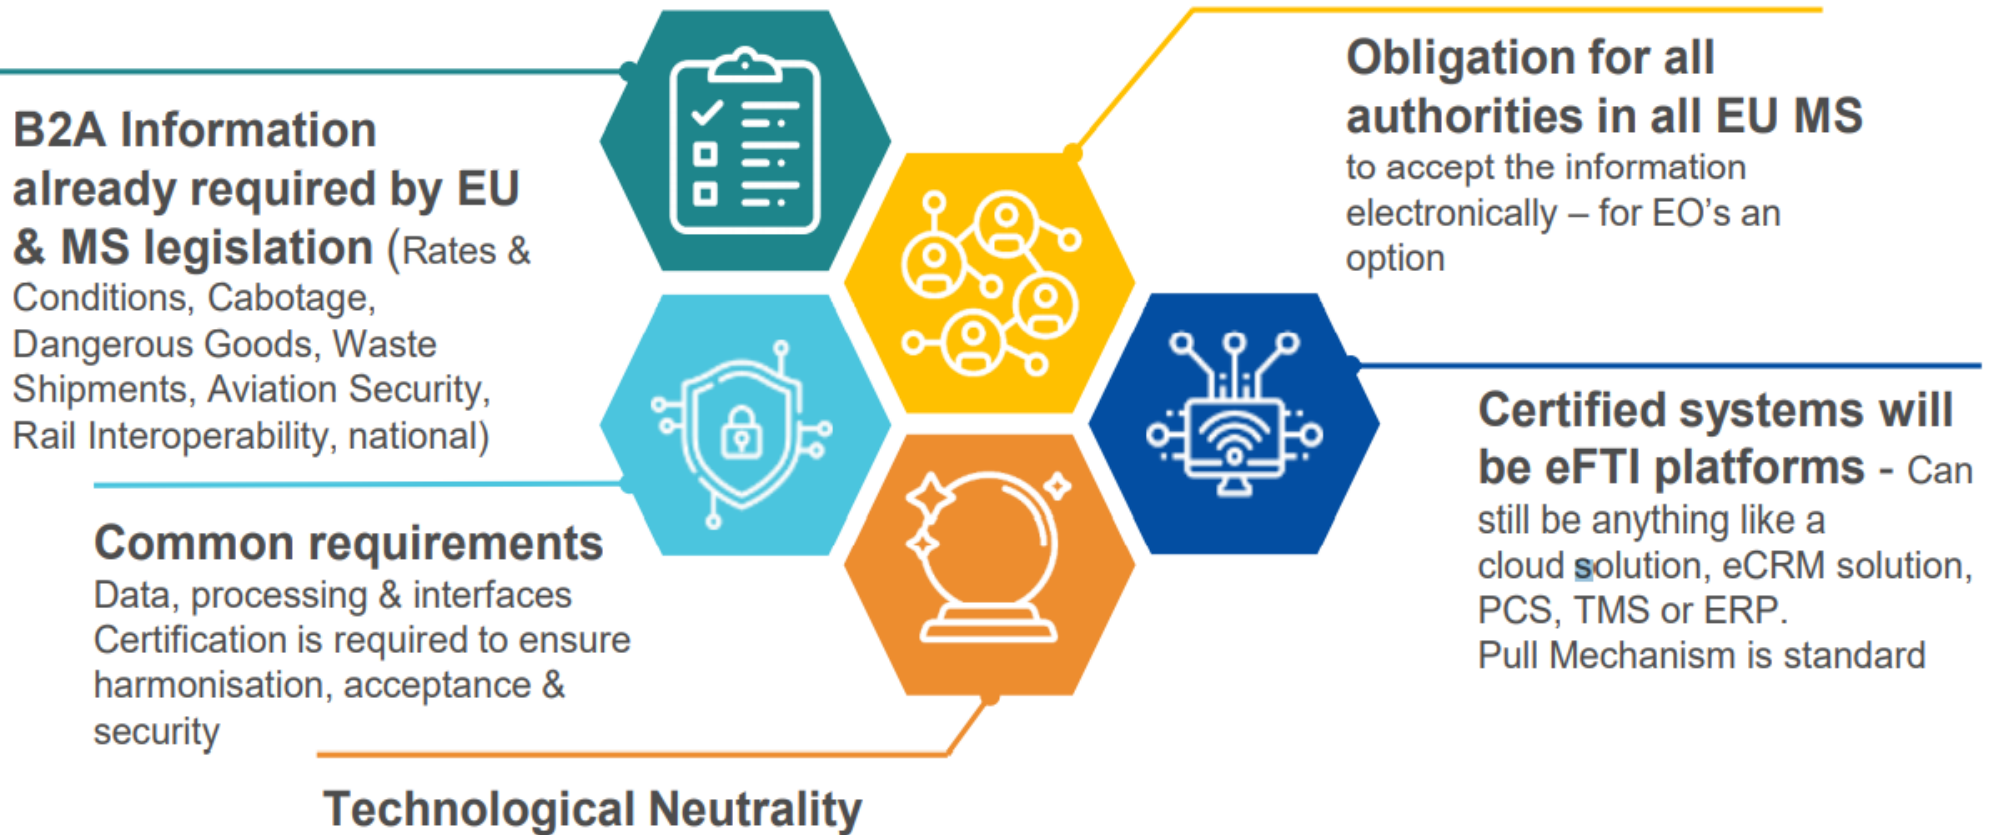 B2A Information
already required by EU
& MS legislation (Rates &
Conditions, Cabotage,
Dangerous Goods, Waste
Shipments, Aviation Security,
Rail Interoperability, national)
Common requirements
Data, processing & interfaces
Certification is required to ensure
harmonisation, acceptance &
security
Technological Neutrality
Obligation for all
authorities in all EU MS
to accept the information
electronically – for EO’s an
option
Certified systems will
be eFTI platforms - Can
still be anything like a
cloud solution, eCRM solution,
PCS, TMS or ERP.
Pull Mechanism is standard